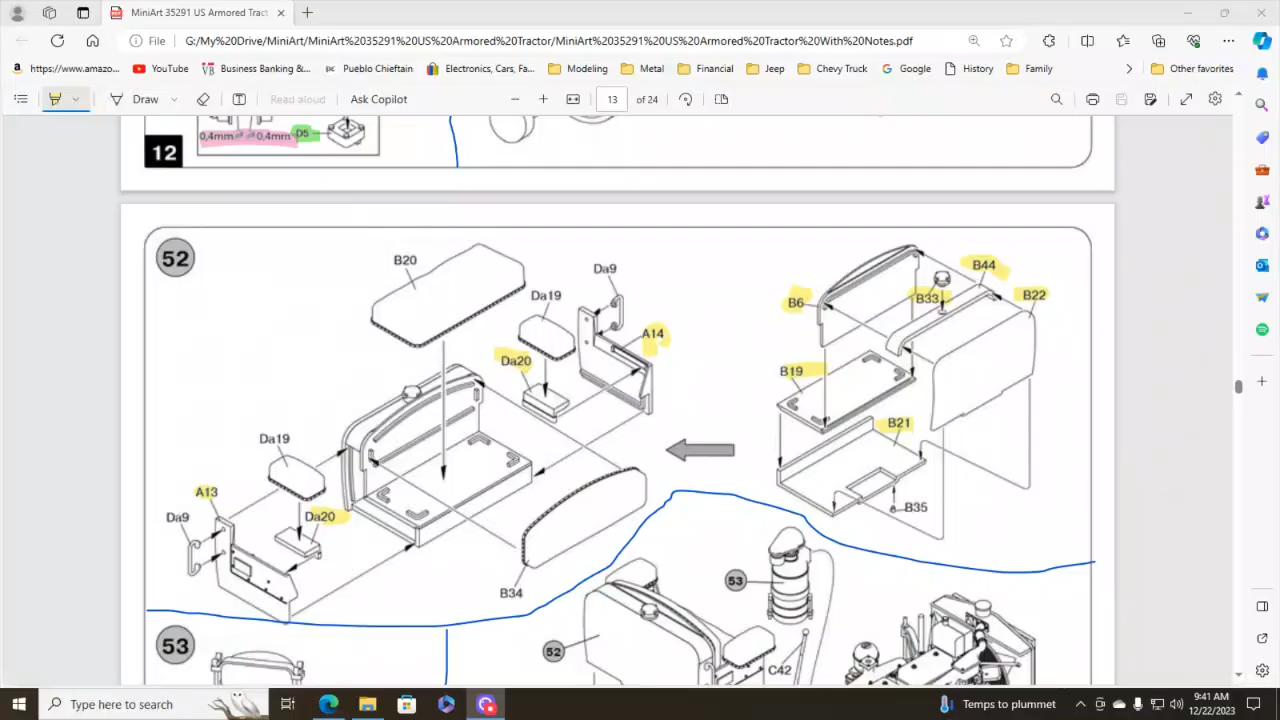 MiniArt 35291 US Armored Tract
File
G:/My%20Drive/MiniArt/MiniArt%2035291%20US%20Armored%20Tractor/MiniArt%2035291%20US%20Armored%20Tractor%20With%20Notes.pdf
https://www.amazo...
YouTube
Business Banking &...
Pueblo Chieftain
Electronics, Cars, Fa...
Modeling
Metal
Financial
Jeep
Chevy Truck
Google
History
Family
Other favorites
Draw
Read aloud
Ask Copilot
13
of 24
0,4mm
0,4mm
D5
12
52
B20
Da9
Da19
A14
Da20
Da19
A13
Da9
Da20
B34
B6
B33
B44
B22
B19
B21
B35
53
53
52
C42
Type here to search
Temps to plummet
9:41 AM
12/22/2023